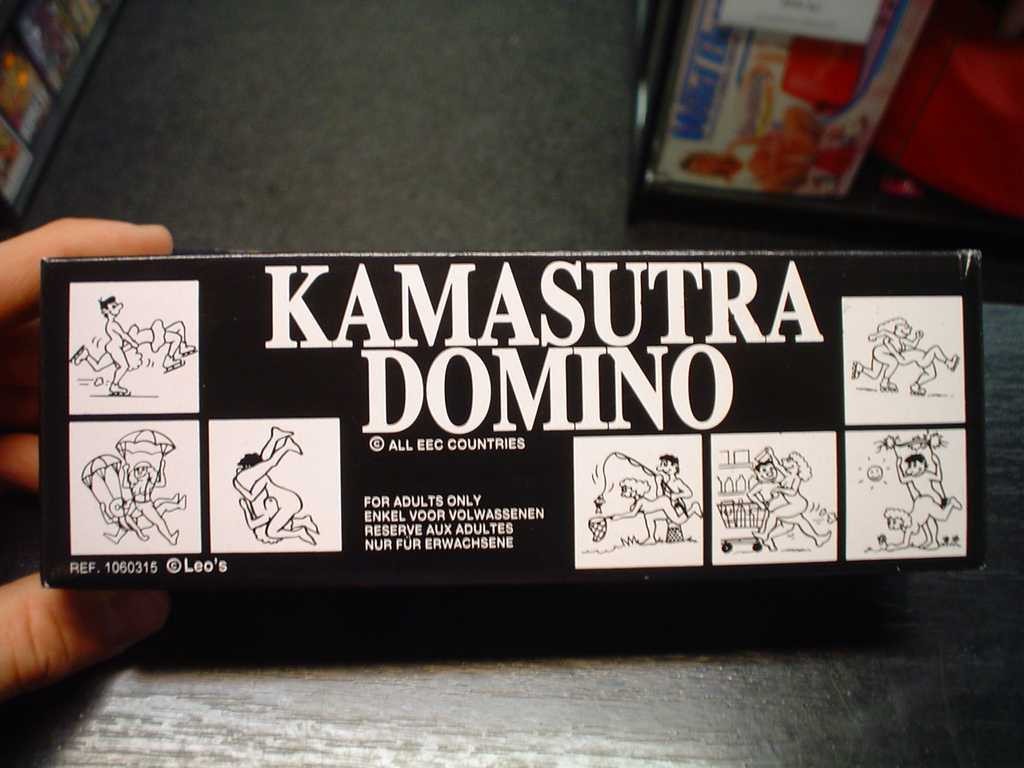 KAMASUTRA
DOMINO
© ALL EEC COUNTRIES
FOR ADULTS ONLY
ENKEL VOOR VOLWASSENEN
RESERVE AUX ADULTES
NUR FÜR ERWACHSENE
REF. 1060315 © Leo's